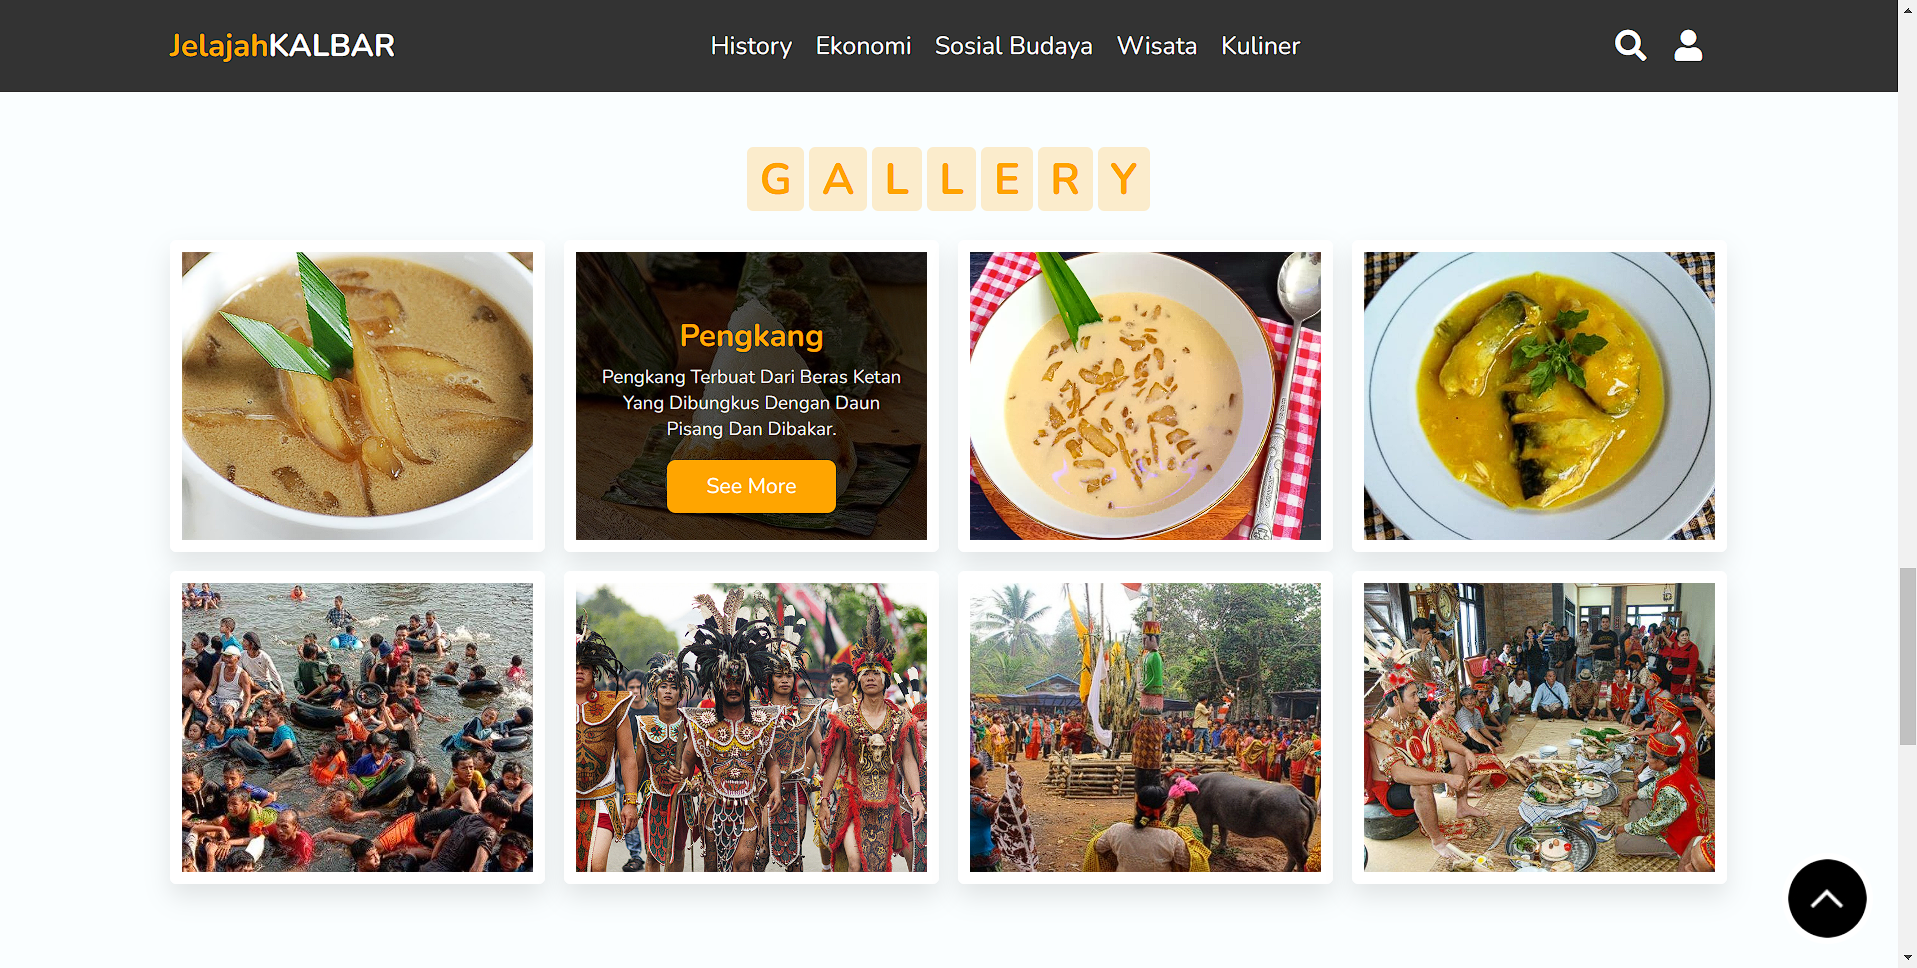 JelajahKALBAR
History Ekonomi Sosial Budaya Wisata Kuliner
GALLERY
Pengkang
Pengkang Terbuat Dari Beras Ketan
Yang Dibungkus Dengan Daun
Pisang Dan Dibakar.
See More